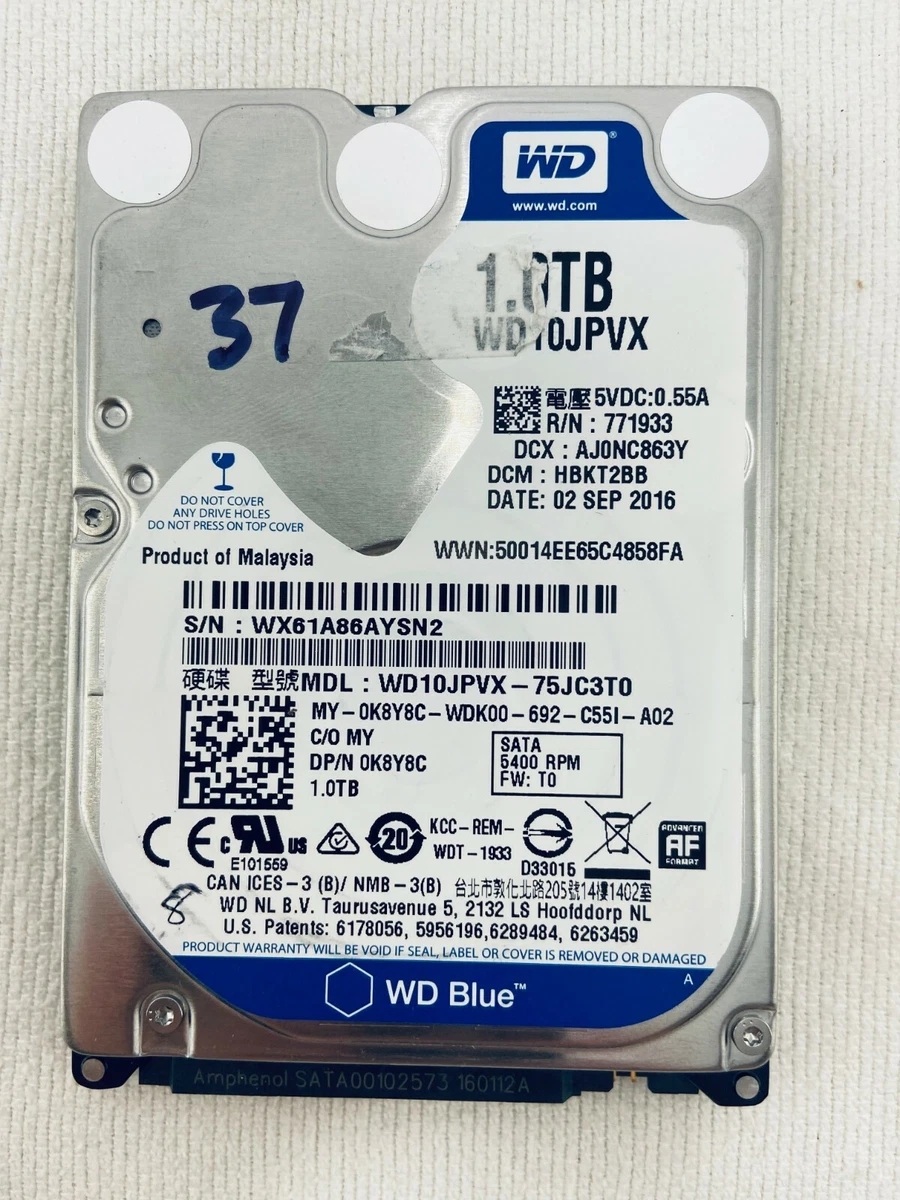 WD®
www.wd.com
1.0TB
WD10JPVX
37
電壓 5VDC:0.55A
R/N : 771933
DCX : AJ0NC863Y
DCM : HBKT2BB
DATE: 02 SEP 2016
DO NOT COVER
ANY DRIVE HOLES
DO NOT PRESS ON TOP COVER
Product of Malaysia
WWN:50014EE65C4858FA
S/N : WX61A86AYSN2
硬碟 型號MDL : WD10JPVX-75JC3T0
MY-0K8Y8C-WDK00-692-C55I-A02
C/O MY
DP/N 0K8Y8C
1.0TB
SATA
5400 RPM
FW: T0
CE c RU us 20 KCC-REM-
WDT-1933
E101559
D33016
ADVANCED
AF
FORMAT
CAN ICES-3 (B)/ NMB-3(B) 台北市敦化北路205號14樓1402室
8
WD NL B.V. Taurusavenue 5, 2132 LS Hoofddorp NL
U.S. Patents: 6178056, 5956196,6289484, 6263459
PRODUCT WARRANTY WILL BE VOID IF SEAL, LABEL OR COVER IS REMOVED OR DAMAGED
A
WD Blue™
Amphenol SATA00102573 160112A